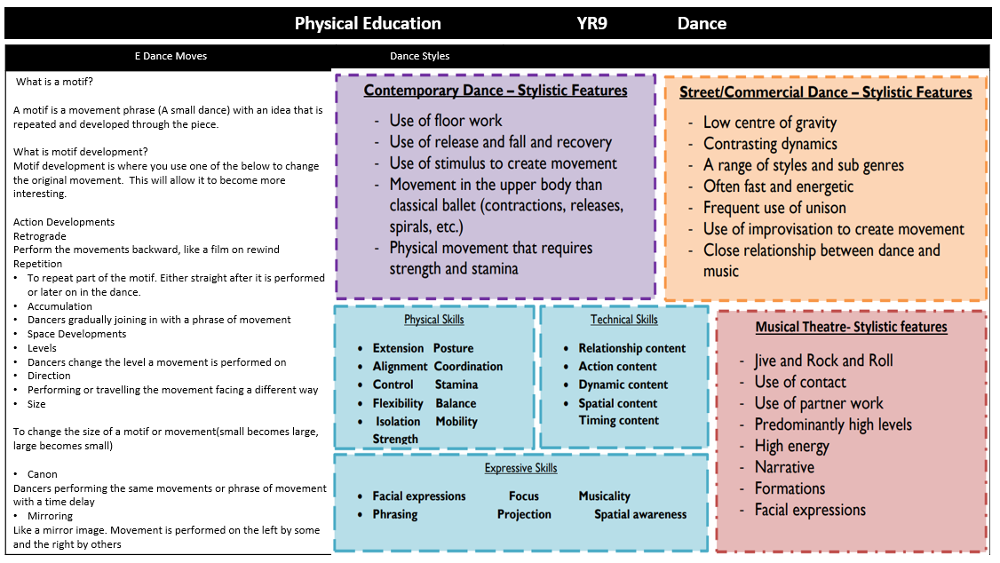 Physical Education YR9 Dance
E Dance Moves
Dance Styles
What is a motif?
A motif is a movement phrase (A small dance) with an idea that is
repeated and developed through the piece.
What is motif development?
Motif development is where you use one of the below to change
the original movement. This will allow it to become more
interesting.
Action Developments
Retrograde
Perform the movements backward, like a film on rewind
Repetition
• To repeat part of the motif. Either straight after it is performed
or later on in the dance.
• Accumulation
• Dancers gradually joining in with a phrase of movement
• Space Developments
• Levels
• Dancers change the level a movement is performed on
• Direction
• Performing or travelling the movement facing a different way
• Size
To change the size of a motif or movement(small becomes large,
large becomes small)
• Canon
Dancers performing the same movements or phrase of movement
with a time delay
• Mirroring
Like a mirror image. Movement is performed on the left by some
and the right by others
Contemporary Dance – Stylistic Features
- Use of floor work
- Use of release and fall and recovery
- Use of stimulus to create movement
- Movement in the upper body than
classical ballet (contractions, releases,
spirals, etc.)
- Physical movement that requires
strength and stamina
Street/Commercial Dance – Stylistic Features
- Low centre of gravity
- Contrasting dynamics
- A range of styles and sub genres
- Often fast and energetic
- Frequent use of unison
- Use of improvisation to create movement
- Close relationship between dance and
music
Physical Skills
• Extension Posture
• Alignment Coordination
• Control Stamina
• Flexibility Balance
• Isolation Mobility
Strength
Technical Skills
• Relationship content
• Action content
• Dynamic content
• Spatial content
Timing content
Expressive Skills
• Facial expressions Focus Musicality
• Phrasing Projection Spatial awareness
Musical Theatre- Stylistic features
- Jive and Rock and Roll
- Use of contact
- Use of partner work
- Predominantly high levels
- High energy
- Narrative
- Formations
- Facial expressions